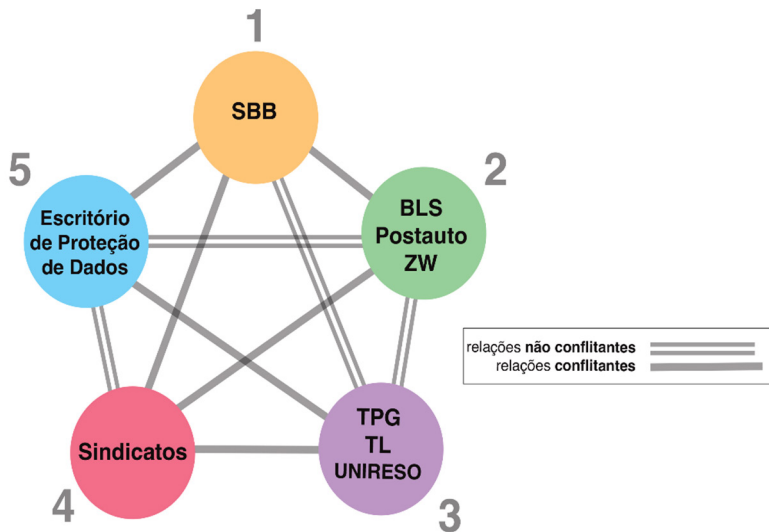 1
SBB
2
BLS
Postauto
ZW
5
Escritório
de Proteção
de Dados
relações não conflitantes
relações conflitantes
TPG
TL
UNIRESO
3
Sindicatos
4